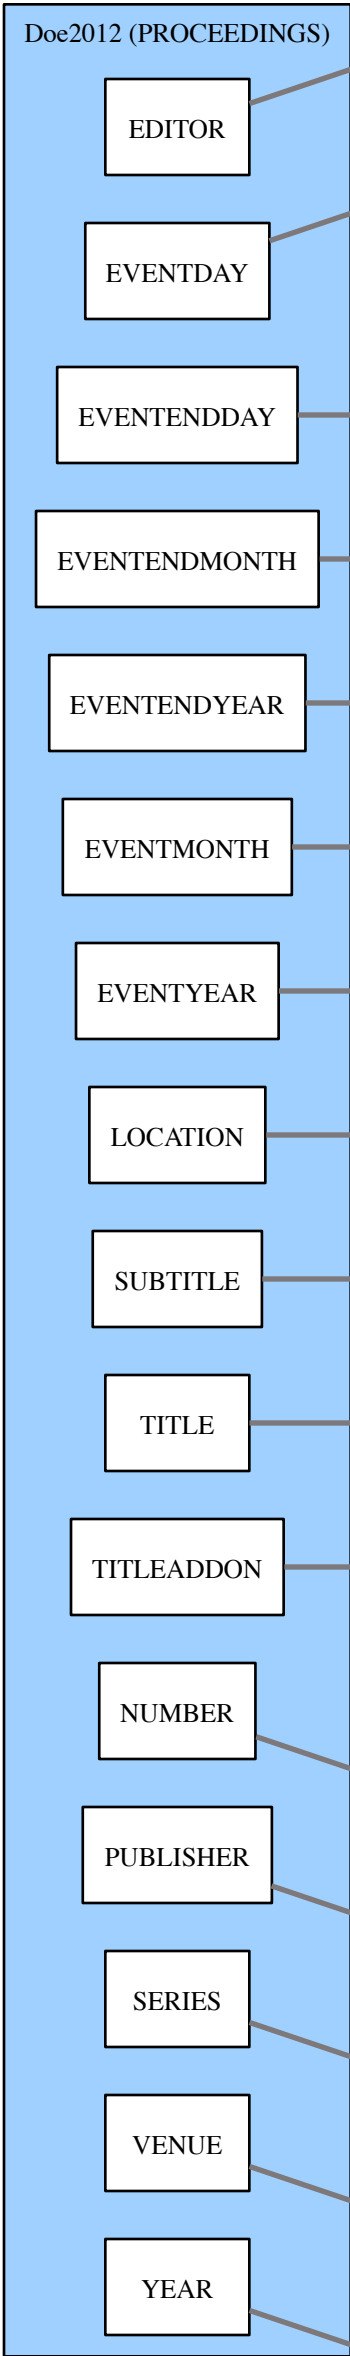 Doe2012 (PROCEEDINGS)
EDITOR
EVENTDAY
EVENTENDDAY
EVENTENDMONTH
EVENTENDYEAR
EVENTMONTH
EVENTYEAR
LOCATION
SUBTITLE
TITLE
TITLEADDON
NUMBER
PUBLISHER
SERIES
VENUE
YEAR